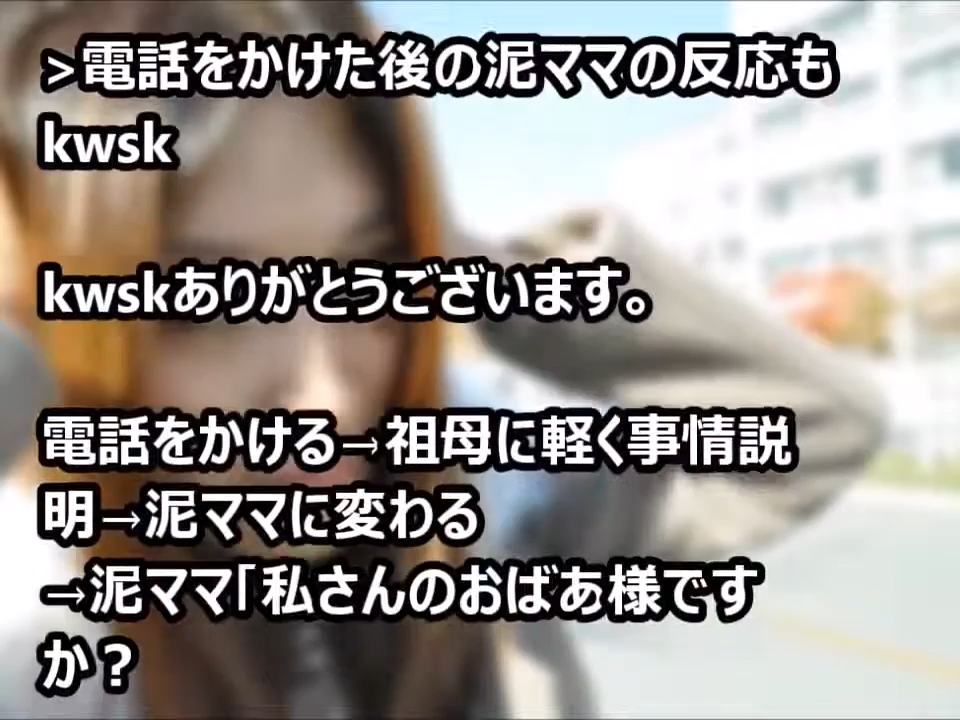 >電話をかけた後の泥ママの反応も
kwsk
kwskありがとうございます。
電話をかける→祖母に軽く事情説
明→泥ママに変わる
→泥ママ「私さんのおばあ様です
か？